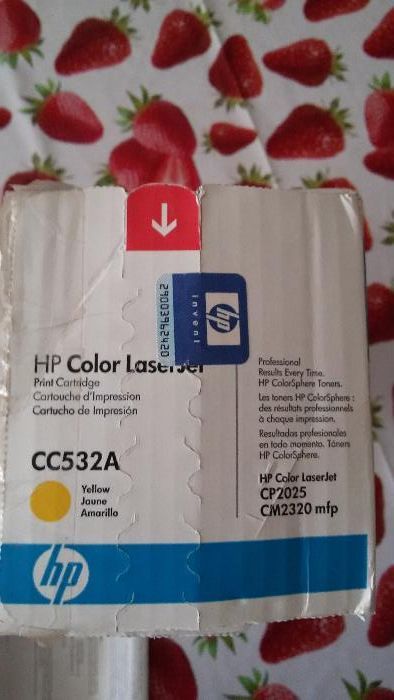 29003962420
invent
hp
HP Color LaserJet
Print Cartridge
Cartouche d'Impression
Cartucho de Impresión
CC532A
Yellow
Jaune
Amarillo
Professional
Results Every Time.
HP ColorSphere Toners.
Les toners HP ColorSphere :
des résultats professionnels
à chaque impression.
Resultados profesionales
en todo momento. Tóners
HP ColorSphere.
HP Color LaserJet
CP2025
CM2320 mfp
hp